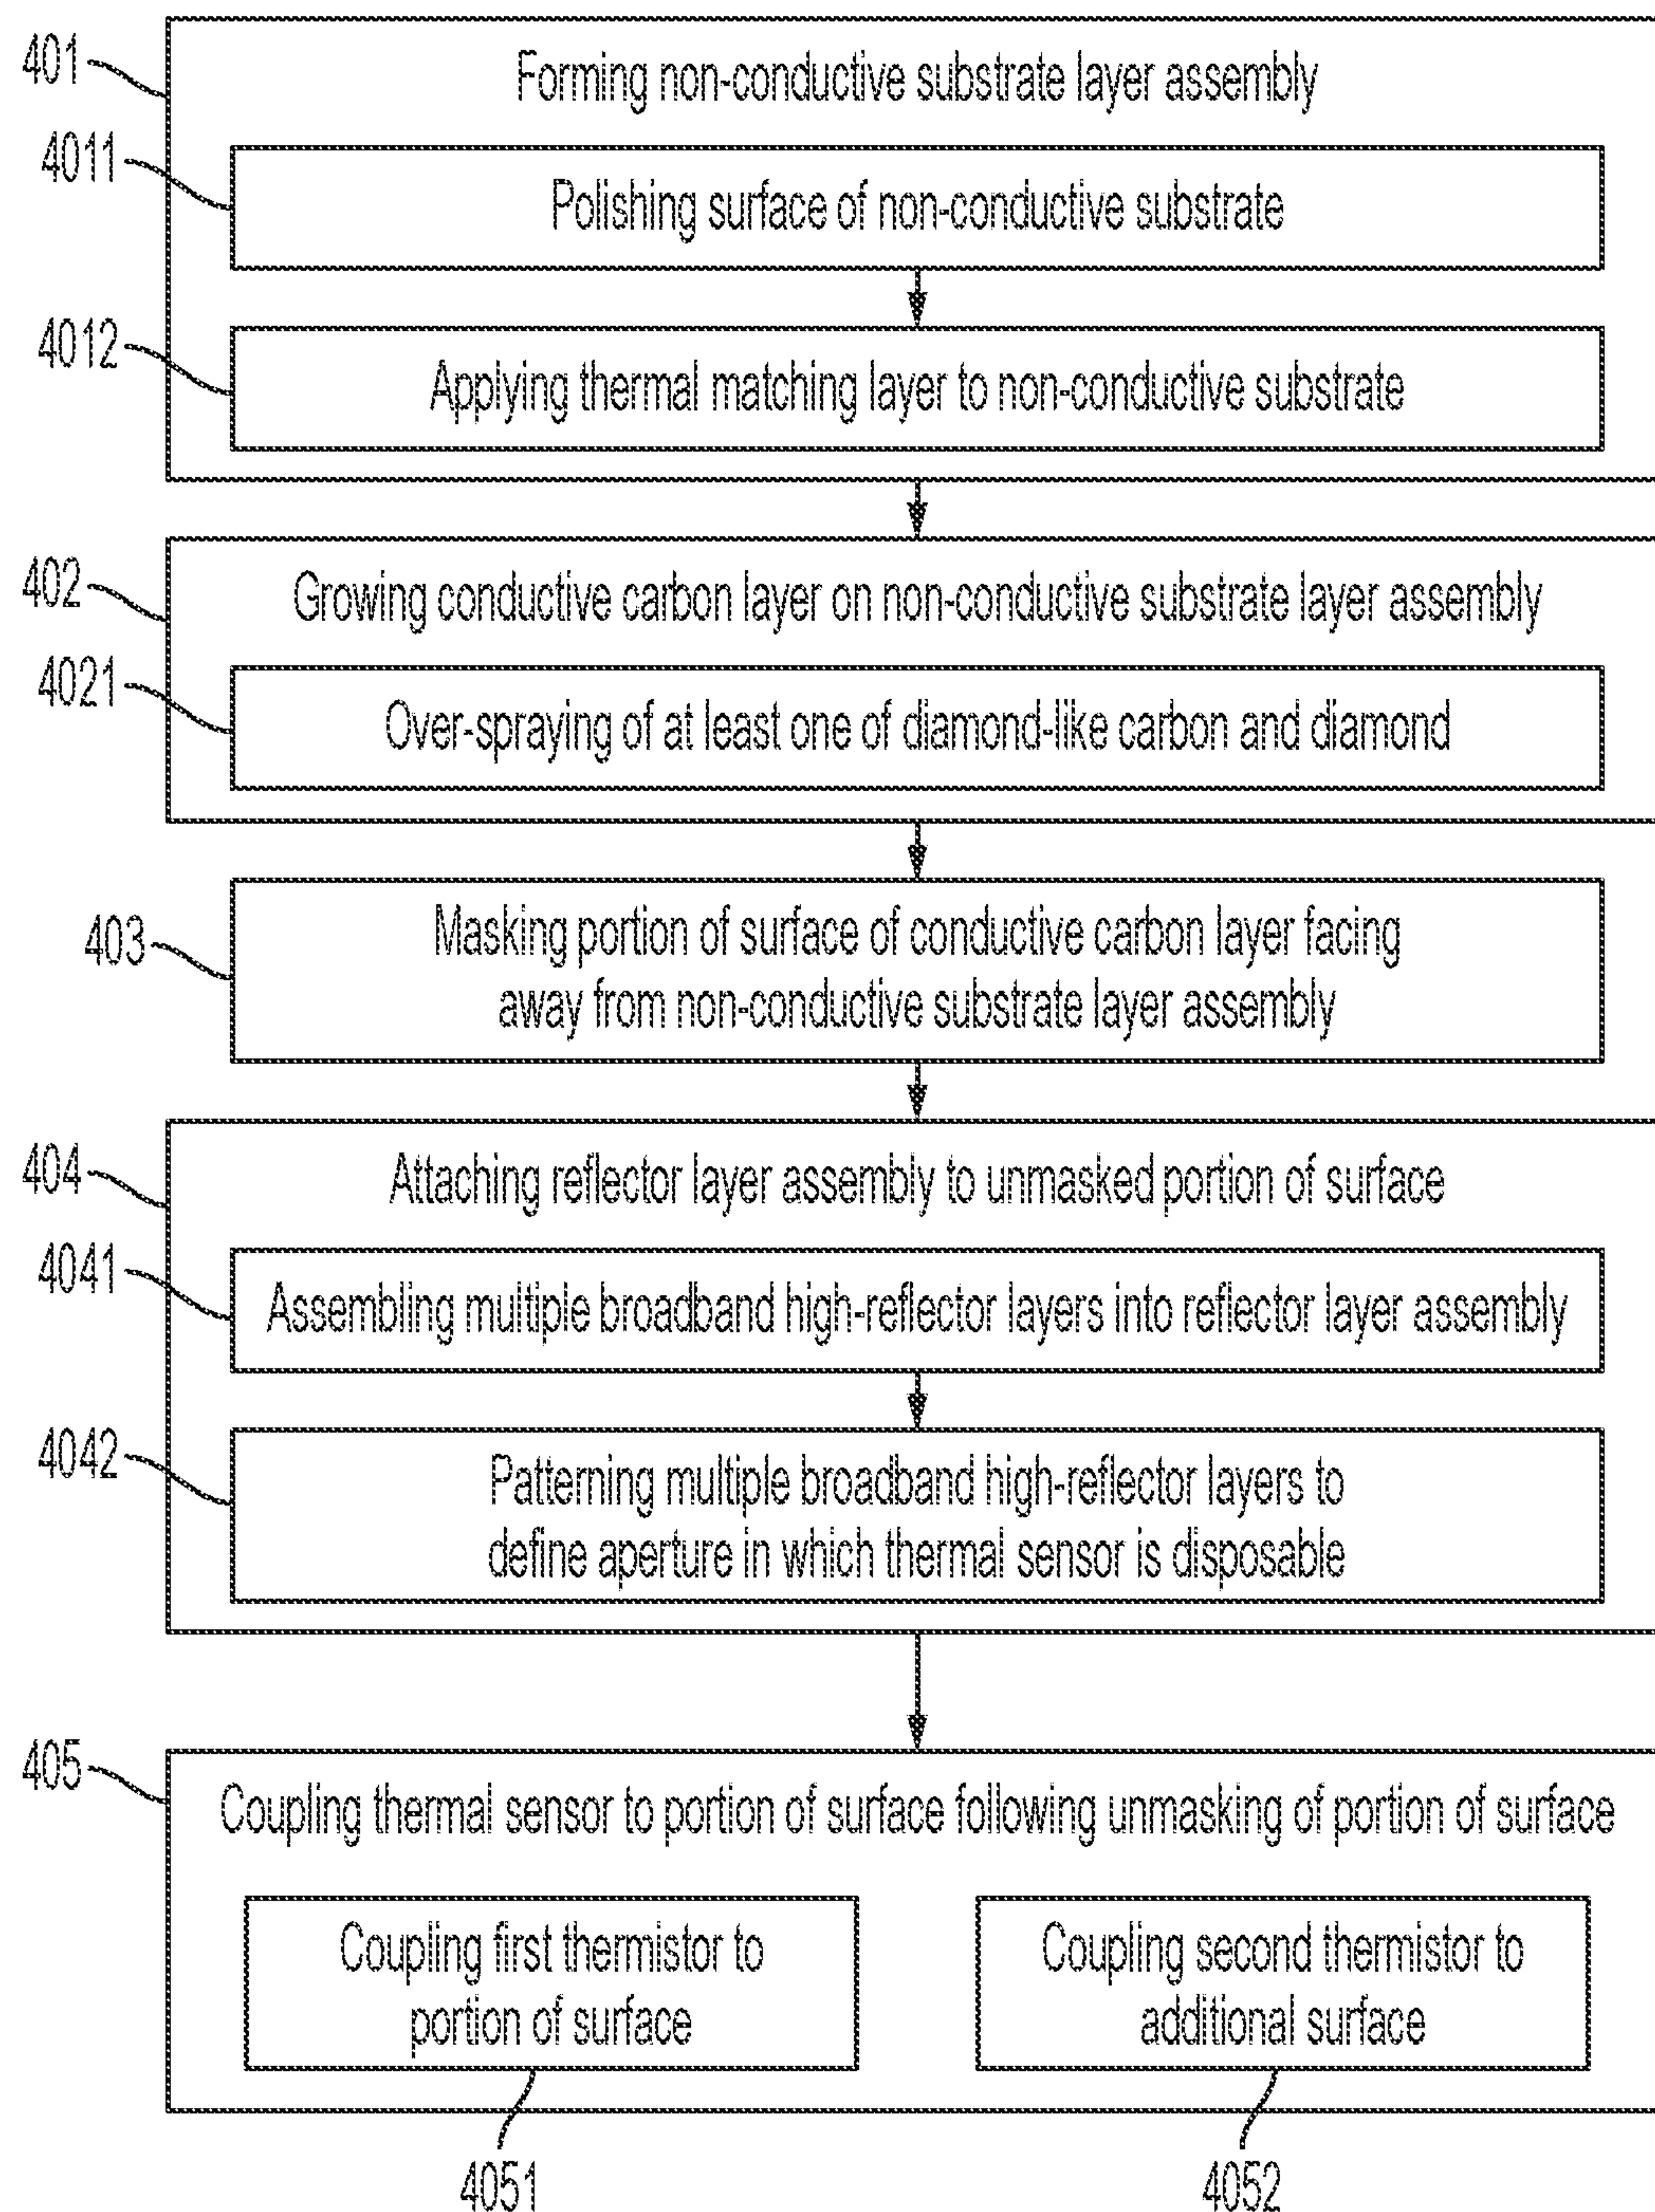 401
Forming non-conductive substrate layer assembly
4011
Polishing surface of non-conductive substrate
4012
Applying thermal matching layer to non-conductive substrate
402
Growing conductive carbon layer on non-conductive substrate layer assembly
4021
Over-spraying of at least one of diamond-like carbon and diamond
403
Masking portion of surface of conductive carbon layer facing
away from non-conductive substrate layer assembly
404
Attaching reflector layer assembly to unmasked portion of surface
4041
Assembling multiple broadband high-reflector layers into reflector layer assembly
4042
Patterning multiple broadband high-reflector layers to
define aperture in which thermal sensor is disposable
405
Coupling thermal sensor to portion of surface following unmasking of portion of surface
Coupling first thermistor to
portion of surface
Coupling second thermistor to
additional surface
4051
4052